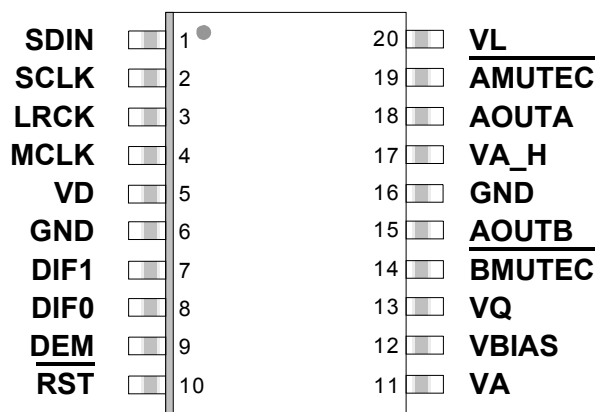 SDIN 1 20 VL
SCLK 2 19 AMUTEC
LRCK 3 18 AOUTA
MCLK 4 17 VA_H
VD 5 16 GND
GND 6 15 AOUTB
DIF1 7 14 BMUTEC
DIF0 8 13 VQ
DEM 9 12 VBIAS
RST 10 11 VA